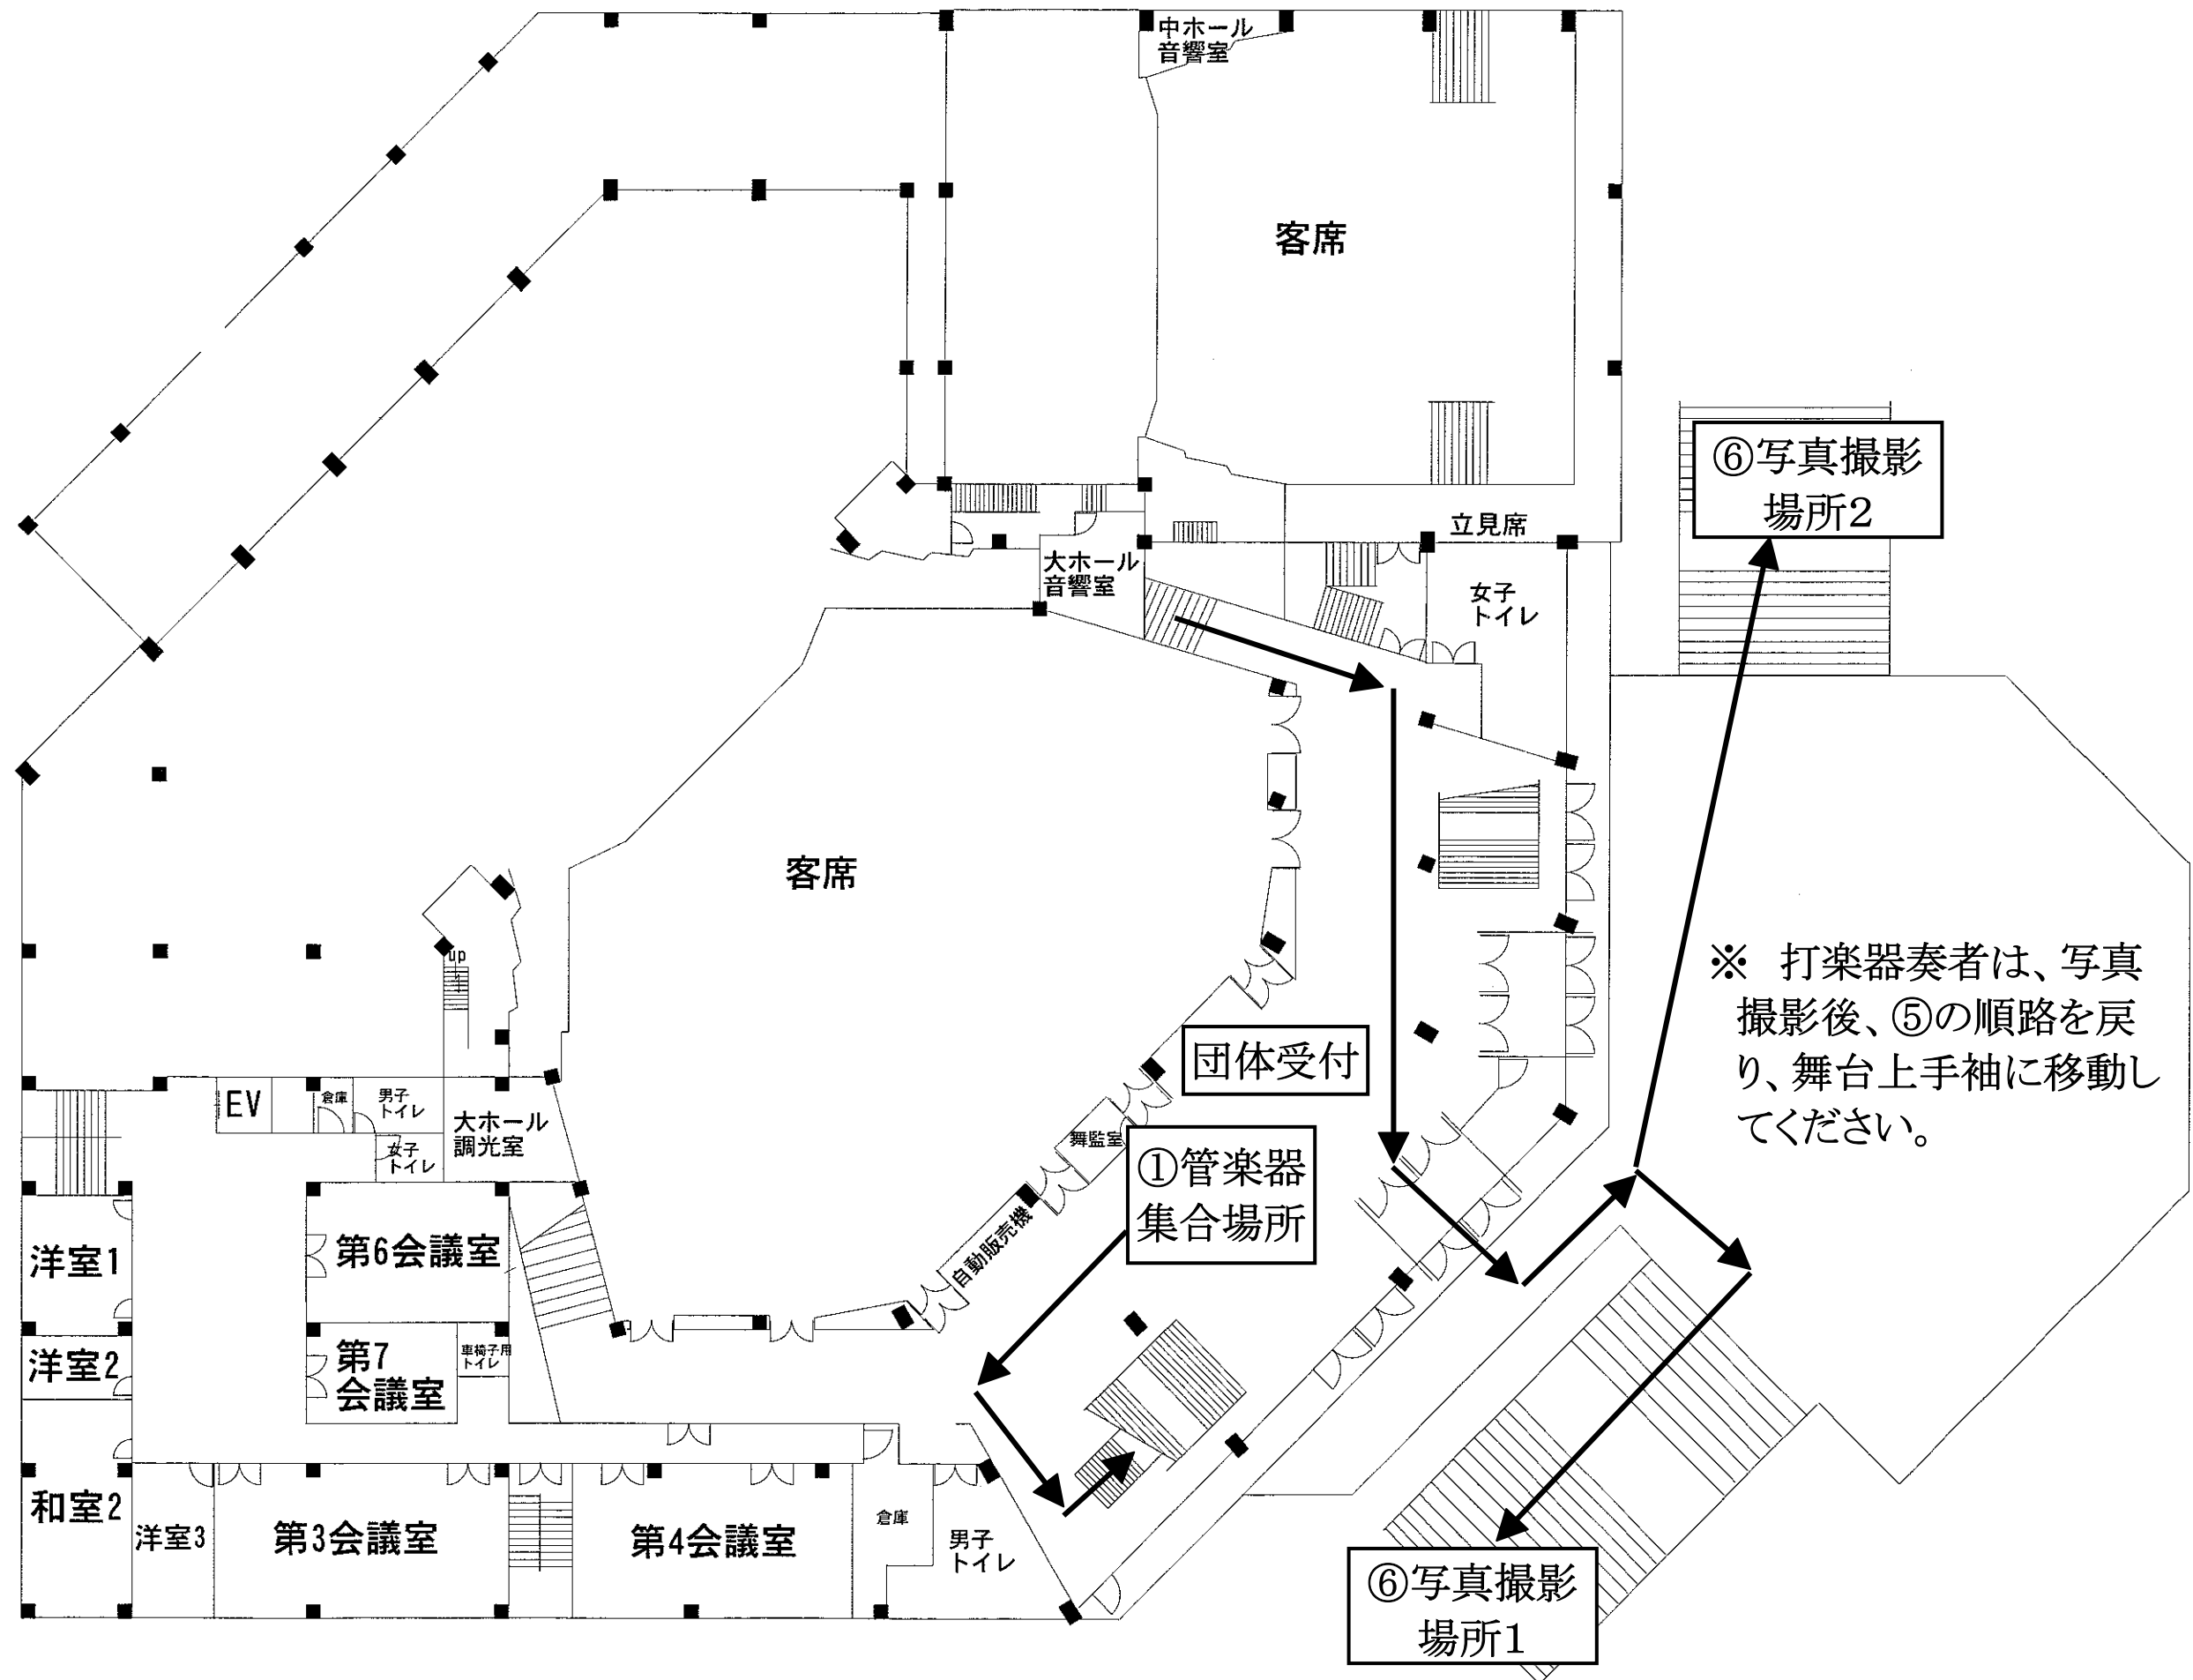 中ホール
音響室
客席
⑥写真撮影
場所2
立見席
大ホール
音響室
女子
トイレ
客席
※ 打楽器奏者は、写真
撮影後、⑤の順路を戻
り、舞台上手袖に移動し
てください。
up
団体受付
EV
倉庫
男子
トイレ
女子
トイレ
大ホール
調光室
舞監室
①管楽器
集合場所
自動販売機
洋室1
第6会議室
洋室2
第7
会議室
車椅子用
トイレ
和室2
洋室3
第3会議室
第4会議室
倉庫
男子
トイレ
⑥写真撮影
場所1